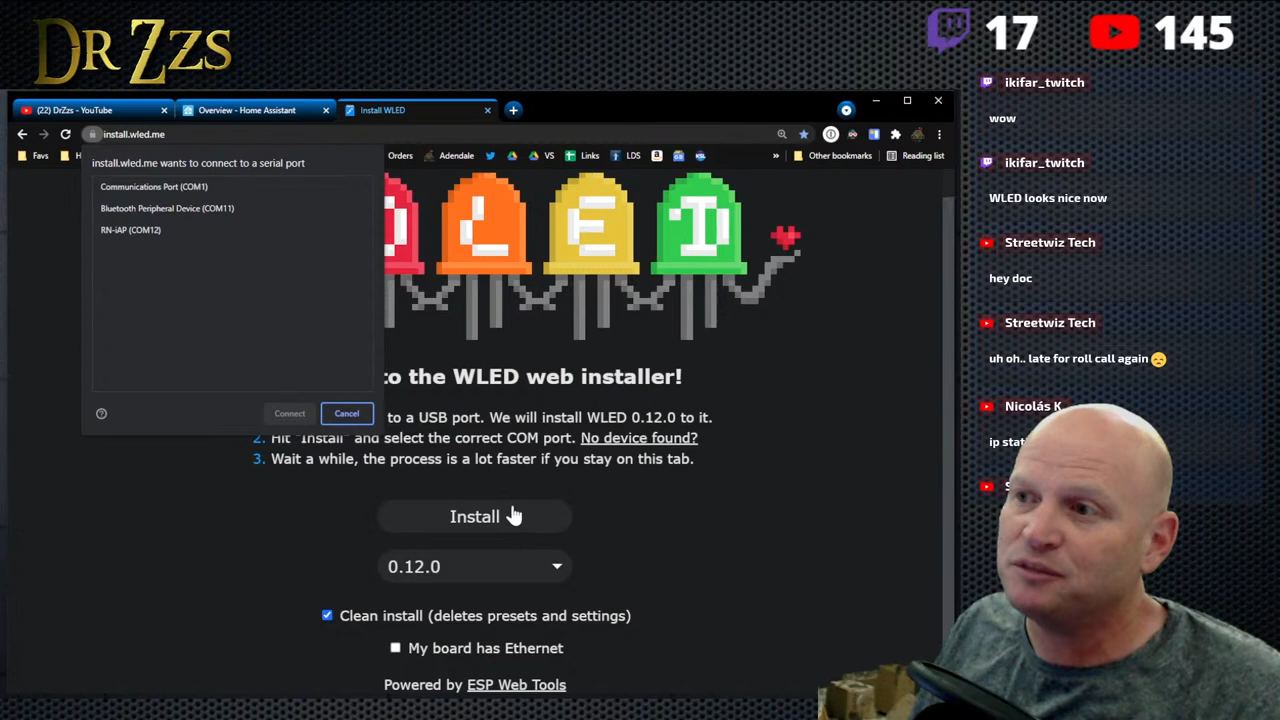 DR ZZS
17
145
(22) DrZzs - YouTube
Overview - Home Assistant
Install WLED
install.wled.me
Favs
H
Orders
Adendale
VS
Links
LDS
Other bookmarks
Reading list
install.wled.me wants to connect to a serial port
Communications Port (COM1)
Bluetooth Peripheral Device (COM11)
RN-iAP (COM12)
Connect
Cancel
LED
to the WLED web installer!
to a USB port. We will install WLED 0.12.0 to it.
2. Hit "Install" and select the correct COM port. No device found?
3. Wait a while, the process is a lot faster if you stay on this tab.
Install
0.12.0
Clean install (deletes presets and settings)
My board has Ethernet
Powered by ESP Web Tools
ikifar_twitch
wow
ikifar_twitch
WLED looks nice now
Streetwiz Tech
hey doc
Streetwiz Tech
uh oh.. late for roll call again
Nicolás K
ip stat
S